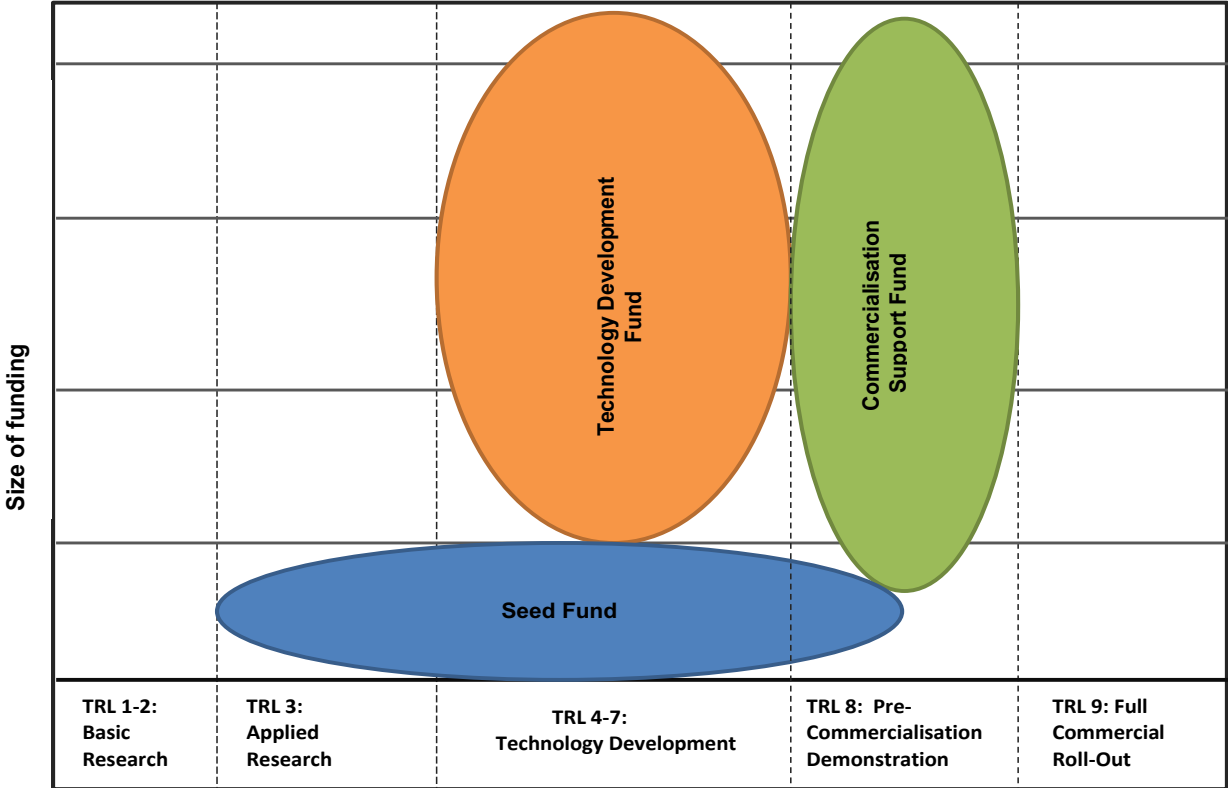 Size of funding
Technology Development
Fund
Commercialisation
Support Fund
Seed Fund
TRL 1-2:
Basic
Research
TRL 3:
Applied
Research
TRL 4-7:
Technology Development
TRL 8: Pre-
Commercialisation
Demonstration
TRL 9: Full
Commercial
Roll-Out